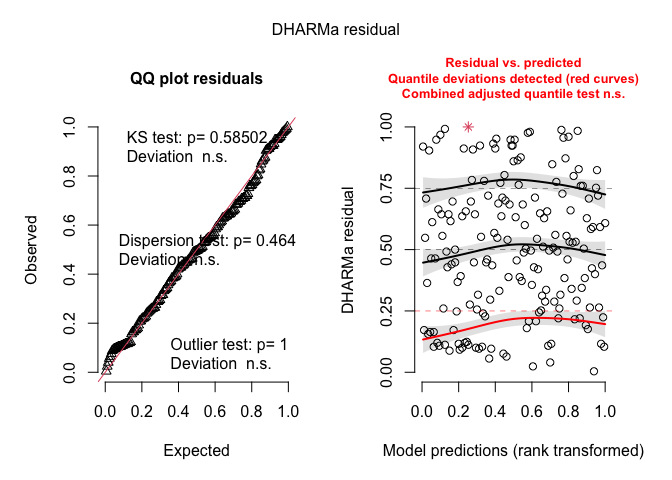 DHARMa residual
QQ plot residuals
KS test: p= 0.58502
Deviation n.s.
Dispersion test: p= 0.464
Deviation n.s.
Outlier test: p= 1
Deviation n.s.
Observed
0.0 0.2 0.4 0.6 0.8 1.0
0.0 0.2 0.4 0.6 0.8 1.0
Expected
Residual vs. predicted
Quantile deviations detected (red curves)
Combined adjusted quantile test n.s.
DHARMa residual
0.00 0.25 0.50 0.75 1.00
0.0 0.2 0.4 0.6 0.8 1.0
Model predictions (rank transformed)